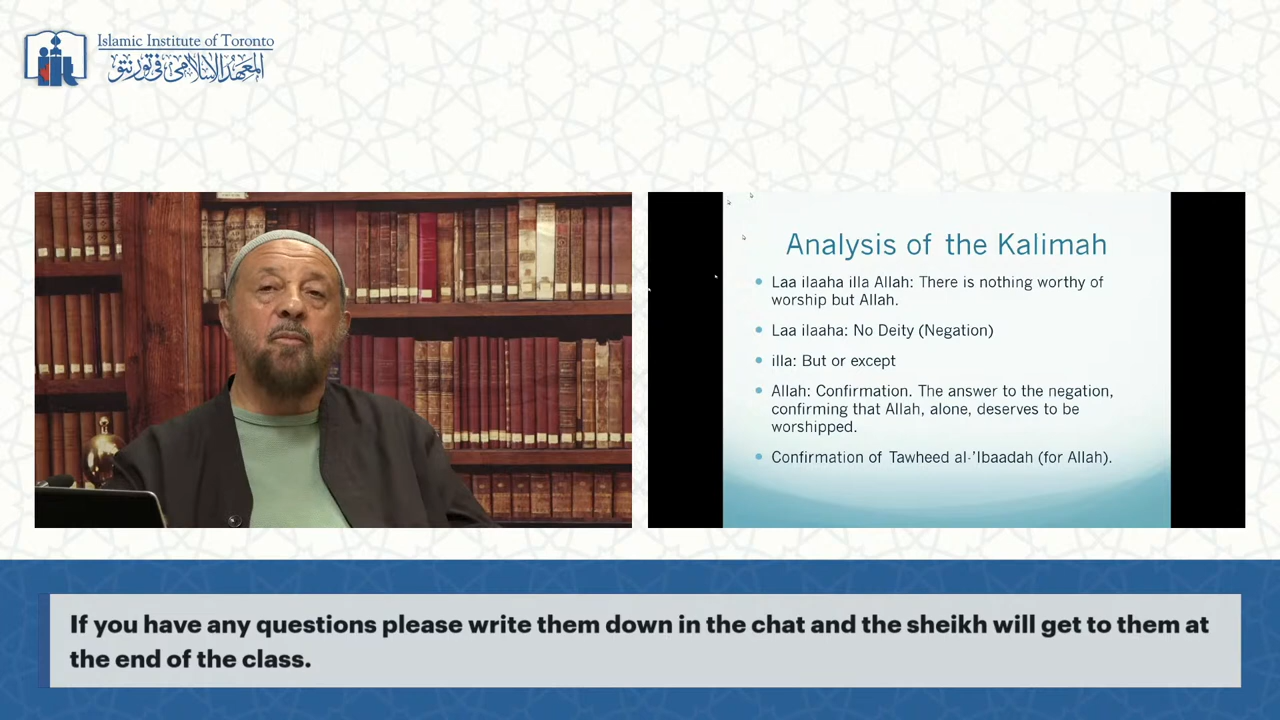 Islamic Institute of Toronto
المعهد الإسلامي في تورنتو
Analysis of the Kalimah
• Laa ilaaha illa Allah: There is nothing worthy of
worship but Allah.
• Laa ilaaha: No Deity (Negation)
• illa: But or except
• Allah: Confirmation. The answer to the negation,
confirming that Allah, alone, deserves to be
worshipped.
• Confirmation of Tawheed al-'Ibaadah (for Allah).
If you have any questions please write them down in the chat and the sheikh will get to them at
the end of the class.